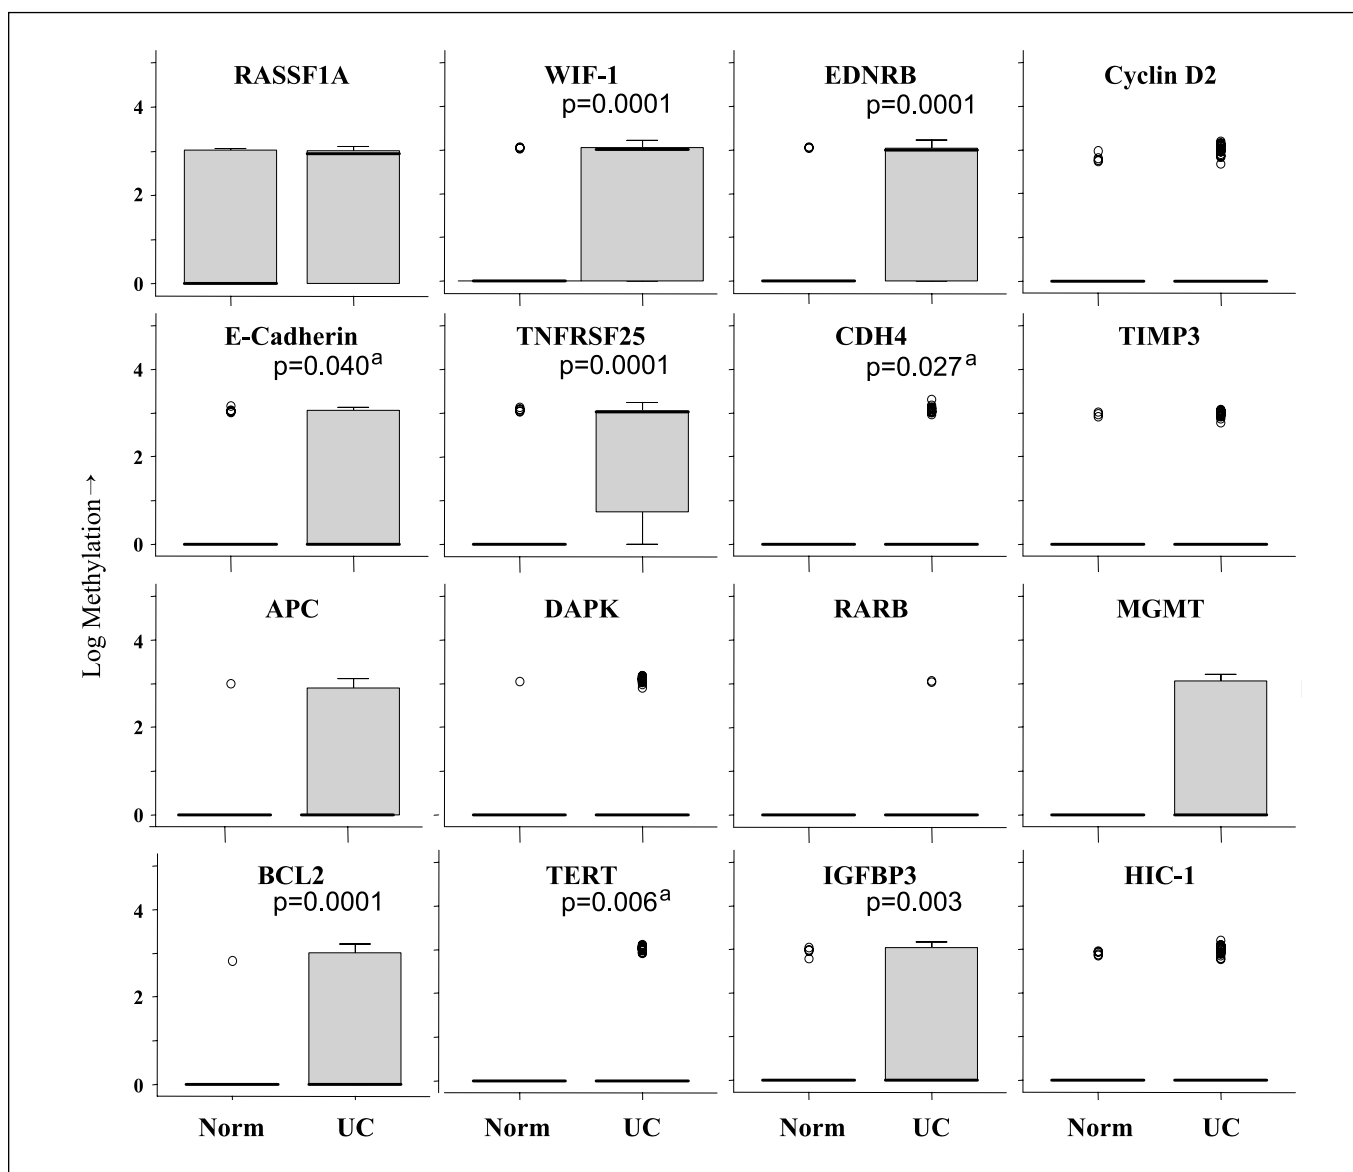 RASSF1A WIF-1 EDNRB Cyclin D2
p=0.0001 p=0.0001
4
2
0
E-Cadherin TNFRSF25 CDH4 TIMP3
p=0.040a p=0.0001 p=0.027a
4
2
0
Log Methylation→
APC DAPK RARB MGMT
4
2
0
BCL2 TERT IGFBP3 HIC-1
p=0.0001 p=0.006a p=0.003
4
2
0
Norm UC Norm UC Norm UC Norm UC